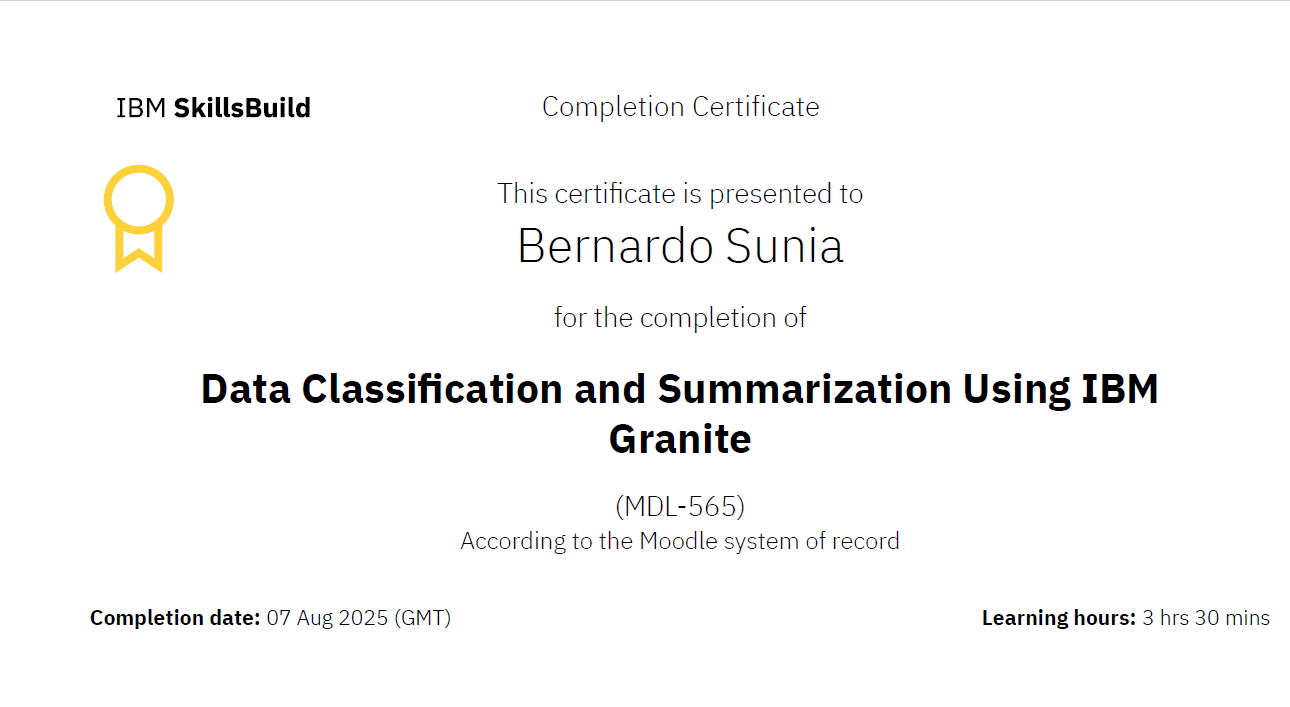 IBM SkillsBuild
Completion Certificate
This certificate is presented to
Bernardo Sunia
for the completion of
Data Classification and Summarization Using IBM
Granite
(MDL-565)
According to the Moodle system of record
Completion date: 07 Aug 2025 (GMT)
Learning hours: 3 hrs 30 mins